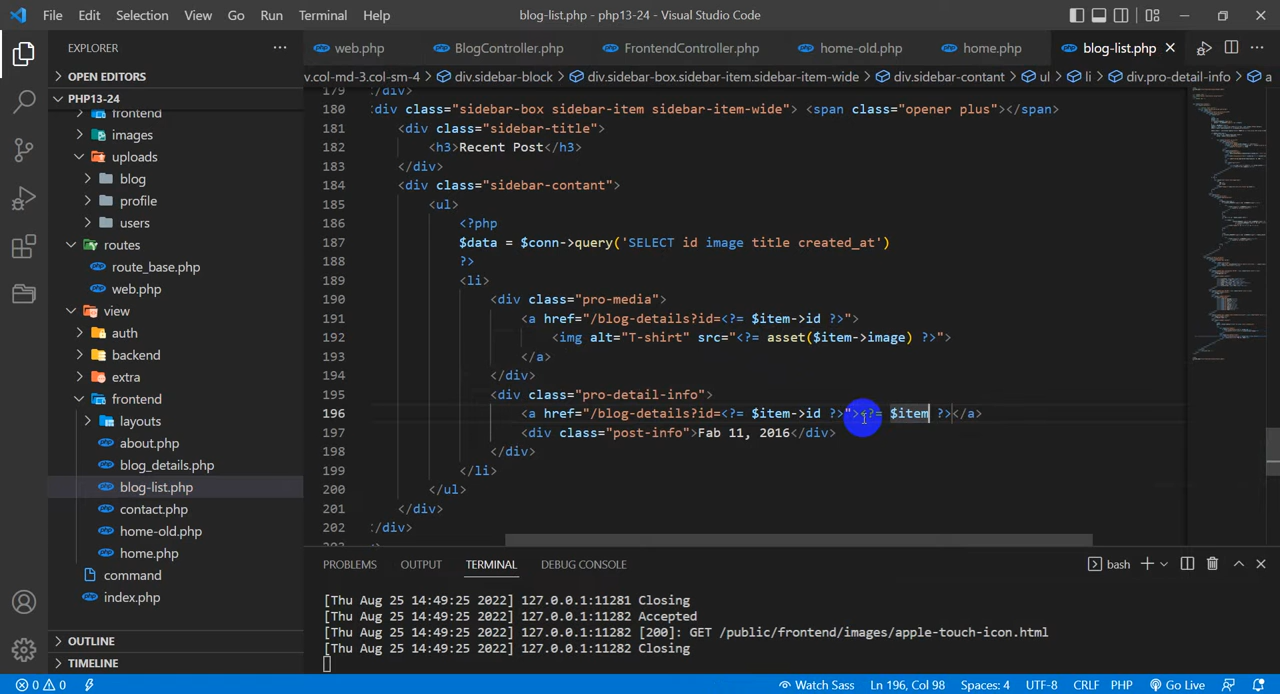 File Edit Selection View Go Run Terminal Help blog-list.php - php13-24 - Visual Studio Code
EXPLORER ··· web.php BlogController.php FrontendController.php home-old.php home.php blog-list.php
OPEN EDITORS
v.col-md-3.col-sm-4 > div.sidebar-block > div.sidebar-box.sidebar-item.sidebar-item-wide > div.sidebar-contant > ul > li > div.pro-detail-info > a
PHP13-24
frontend
images
uploads
blog
profile
users
routes
route_base.php
web.php
view
auth
backend
extra
frontend
layouts
about.php
blog_details.php
blog-list.php
contact.php
home-old.php
home.php
command
index.php
OUTLINE
TIMELINE
179 </div>
180 <div class="sidebar-box sidebar-item sidebar-item-wide"> <span class="opener plus"></span>
181 <div class="sidebar-title">
182 <h3>Recent Post</h3>
183 </div>
184 <div class="sidebar-contant">
185 <ul>
186 <?php
187 $data = $conn->query('SELECT id image title created_at')
188 ?>
189 <li>
190 <div class="pro-media">
191 <a href="/blog-details?id=<?= $item->id ?>">
192 <img alt="T-shirt" src="<?= asset($item->image) ?>">
193 </a>
194 </div>
195 <div class="pro-detail-info">
196 <a href="/blog-details?id=<?= $item->id ?>"><?= $item ?></a>
197 <div class="post-info">Fab 11, 2016</div>
198 </div>
199 </li>
200 </ul>
201 </div>
202 </div>
PROBLEMS OUTPUT TERMINAL DEBUG CONSOLE bash
[Thu Aug 25 14:49:25 2022] 127.0.0.1:11281 Closing
[Thu Aug 25 14:49:25 2022] 127.0.0.1:11282 Accepted
[Thu Aug 25 14:49:25 2022] 127.0.0.1:11282 [200]: GET /public/frontend/images/apple-touch-icon.html
[Thu Aug 25 14:49:25 2022] 127.0.0.1:11282 Closing
0 0 Watch Sass Ln 196, Col 98 Spaces: 4 UTF-8 CRLF PHP Go Live